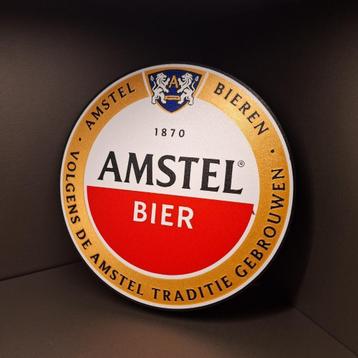 AMSTEL BIEREN
A
1870
AMSTEL®
BIER
VOLGENS DE AMSTEL TRADITIE GEBROUWEN